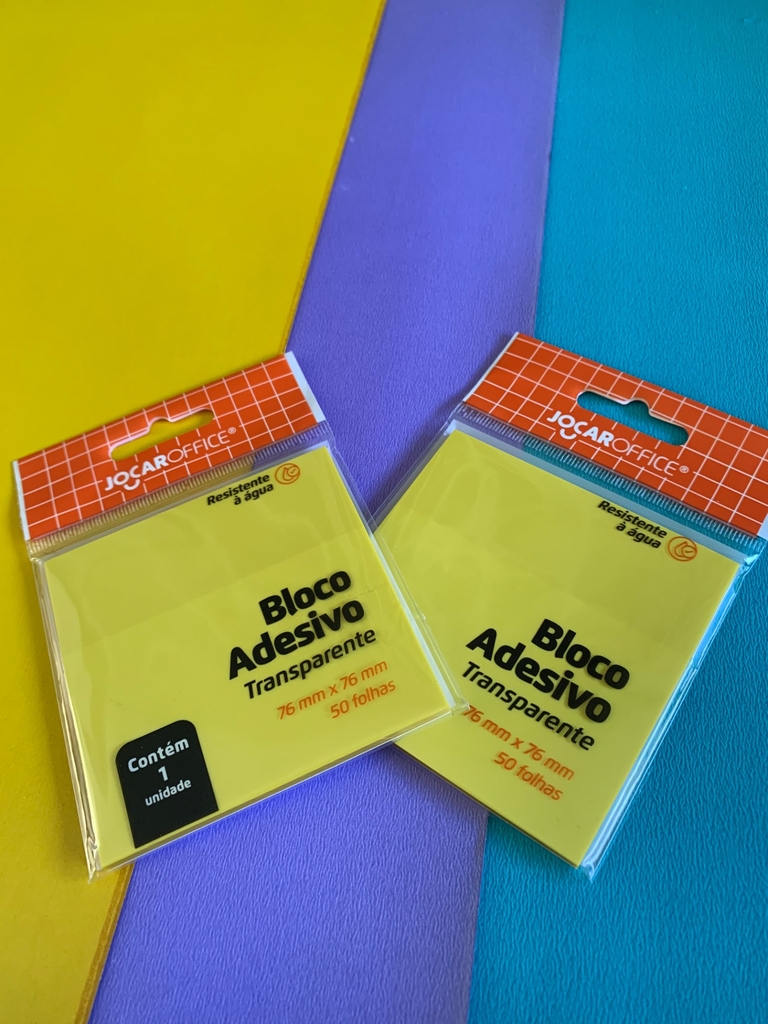 JOCAROFFICE®
Resistente
à água
Bloco
Adesivo
Transparente
76 mm x 76 mm
50 folhas
Contém
1
unidade
JOCAROFFICE®
Resistente
à água
Bloco
Adesivo
Transparente
76 mm x 76 mm
50 folhas